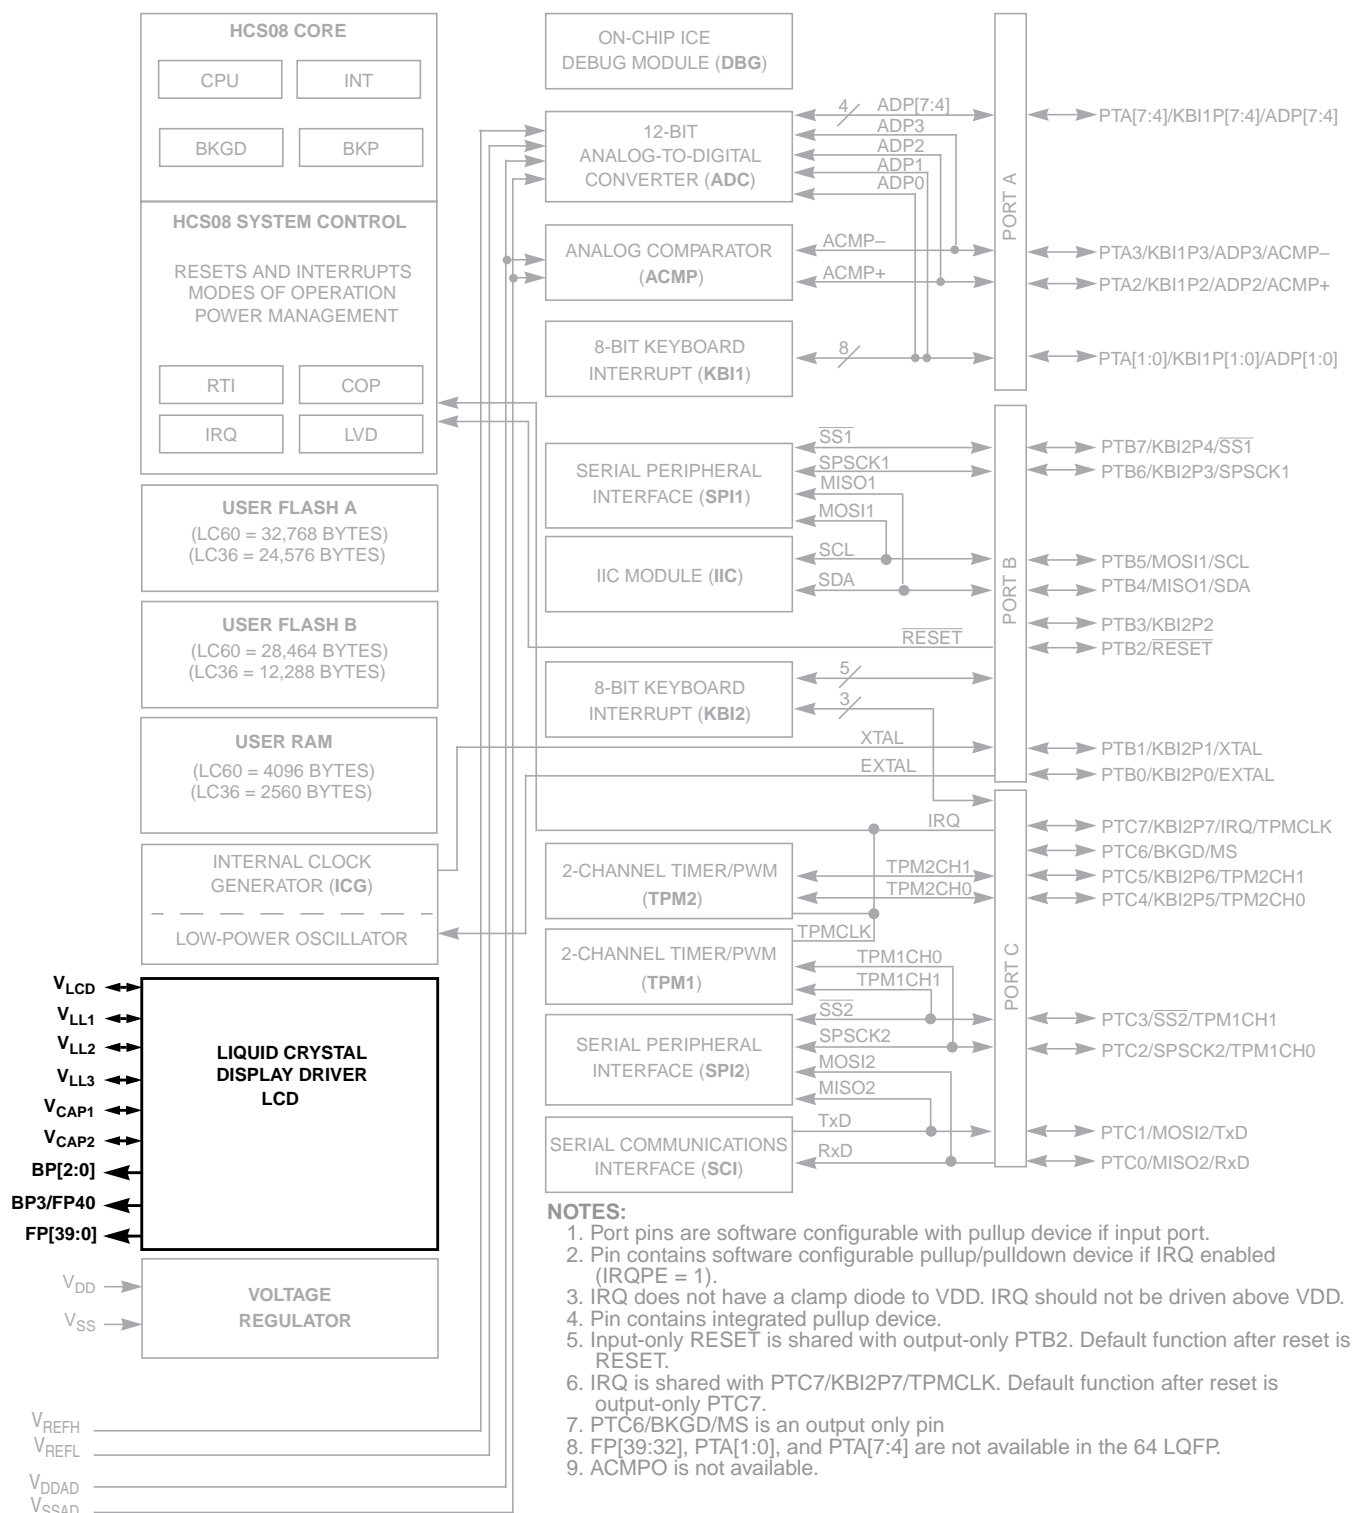 HCS08 CORE
CPU
INT
BKGD
BKP
HCS08 SYSTEM CONTROL
RESETS AND INTERRUPTS
MODES OF OPERATION
POWER MANAGEMENT
RTI
COP
IRQ
LVD
USER FLASH A
(LC60 = 32,768 BYTES)
(LC36 = 24,576 BYTES)
USER FLASH B
(LC60 = 28,464 BYTES)
(LC36 = 12,288 BYTES)
USER RAM
(LC60 = 4096 BYTES)
(LC36 = 2560 BYTES)
INTERNAL CLOCK
GENERATOR (ICG)
LOW-POWER OSCILLATOR
VLCD
VLL1
VLL2
VLL3
VCAP1
VCAP2
BP[2:0]
BP3/FP40
FP[39:0]
LIQUID CRYSTAL
DISPLAY DRIVER
LCD
VDD
VSS
VOLTAGE
REGULATOR
VREFH
VREFL
VDDAD
VSSAD
ON-CHIP ICE
DEBUG MODULE (DBG)
12-BIT
ANALOG-TO-DIGITAL
CONVERTER (ADC)
4
ADP[7:4]
ADP3
ADP2
ADP1
ADP0
ANALOG COMPARATOR
(ACMP)
ACMP–
ACMP+
8-BIT KEYBOARD
INTERRUPT (KBI1)
8
SERIAL PERIPHERAL
INTERFACE (SPI1)
SS1
SPSCK1
MISO1
MOSI1
IIC MODULE (IIC)
SCL
SDA
RESET
8-BIT KEYBOARD
INTERRUPT (KBI2)
5
3
XTAL
EXTAL
IRQ
2-CHANNEL TIMER/PWM
(TPM2)
TPM2CH1
TPM2CH0
TPMCLK
2-CHANNEL TIMER/PWM
(TPM1)
TPM1CH0
TPM1CH1
SERIAL PERIPHERAL
INTERFACE (SPI2)
SS2
SPSCK2
MOSI2
MISO2
SERIAL COMMUNICATIONS
INTERFACE (SCI)
TxD
RxD
PORT A
PTA[7:4]/KBI1P[7:4]/ADP[7:4]
PTA3/KBI1P3/ADP3/ACMP–
PTA2/KBI1P2/ADP2/ACMP+
PTA[1:0]/KBI1P[1:0]/ADP[1:0]
PORT B
PTB7/KBI2P4/SS1
PTB6/KBI2P3/SPSCK1
PTB5/MOSI1/SCL
PTB4/MISO1/SDA
PTB3/KBI2P2
PTB2/RESET
PTB1/KBI2P1/XTAL
PTB0/KBI2P0/EXTAL
PORT C
PTC7/KBI2P7/IRQ/TPMCLK
PTC6/BKGD/MS
PTC5/KBI2P6/TPM2CH1
PTC4/KBI2P5/TPM2CH0
PTC3/SS2/TPM1CH1
PTC2/SPSCK2/TPM1CH0
PTC1/MOSI2/TxD
PTC0/MISO2/RxD
NOTES:
1. Port pins are software configurable with pullup device if input port.
2. Pin contains software configurable pullup/pulldown device if IRQ enabled
(IRQPE = 1).
3. IRQ does not have a clamp diode to VDD. IRQ should not be driven above VDD.
4. Pin contains integrated pullup device.
5. Input-only RESET is shared with output-only PTB2. Default function after reset is
RESET.
6. IRQ is shared with PTC7/KBI2P7/TPMCLK. Default function after reset is
output-only PTC7.
7. PTC6/BKGD/MS is an output only pin
8. FP[39:32], PTA[1:0], and PTA[7:4] are not available in the 64 LQFP.
9. ACMPO is not available.